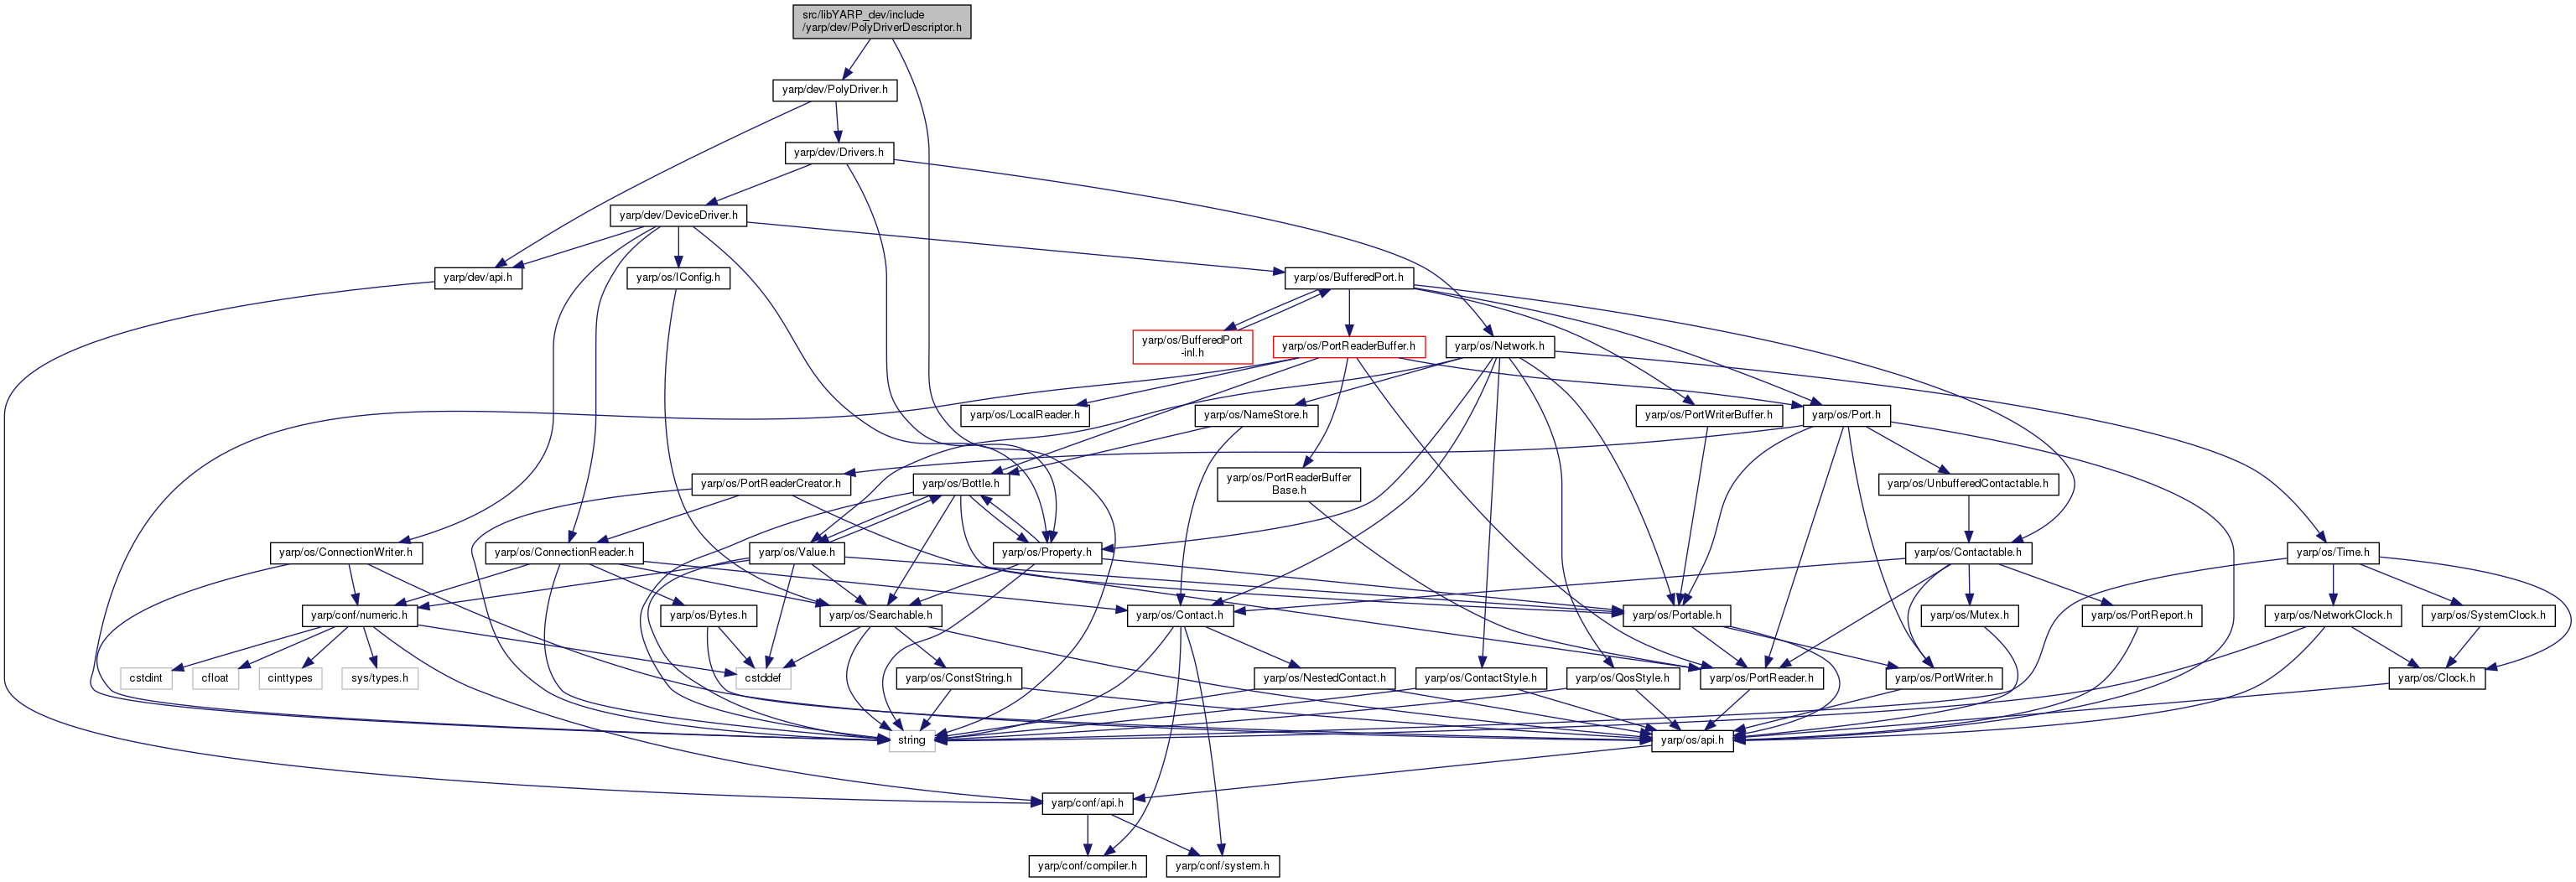 src/libYARP_dev/include
/yarp/dev/PolyDriverDescriptor.h
yarp/dev/PolyDriver.h
yarp/dev/Drivers.h
yarp/dev/DeviceDriver.h
yarp/dev/api.h
yarp/os/IConfig.h
yarp/os/BufferedPort.h
yarp/os/BufferedPort
-inl.h
yarp/os/PortReaderBuffer.h
yarp/os/Network.h
yarp/os/LocalReader.h
yarp/os/NameStore.h
yarp/os/PortWriterBuffer.h
yarp/os/Port.h
yarp/os/PortReaderCreator.h
yarp/os/Bottle.h
yarp/os/PortReaderBuffer
Base.h
yarp/os/UnbufferedContactable.h
yarp/os/ConnectionWriter.h
yarp/os/ConnectionReader.h
yarp/os/Value.h
yarp/os/Property.h
yarp/os/Contactable.h
yarp/os/Time.h
yarp/conf/numeric.h
yarp/os/Bytes.h
yarp/os/Searchable.h
yarp/os/Contact.h
yarp/os/Portable.h
yarp/os/Mutex.h
yarp/os/PortReport.h
yarp/os/NetworkClock.h
yarp/os/SystemClock.h
cstdint
cfloat
cinttypes
sys/types.h
cstddef
yarp/os/ConstString.h
yarp/os/NestedContact.h
yarp/os/ContactStyle.h
yarp/os/QosStyle.h
yarp/os/PortReader.h
yarp/os/PortWriter.h
yarp/os/Clock.h
string
yarp/os/api.h
yarp/conf/api.h
yarp/conf/compiler.h
yarp/conf/system.h